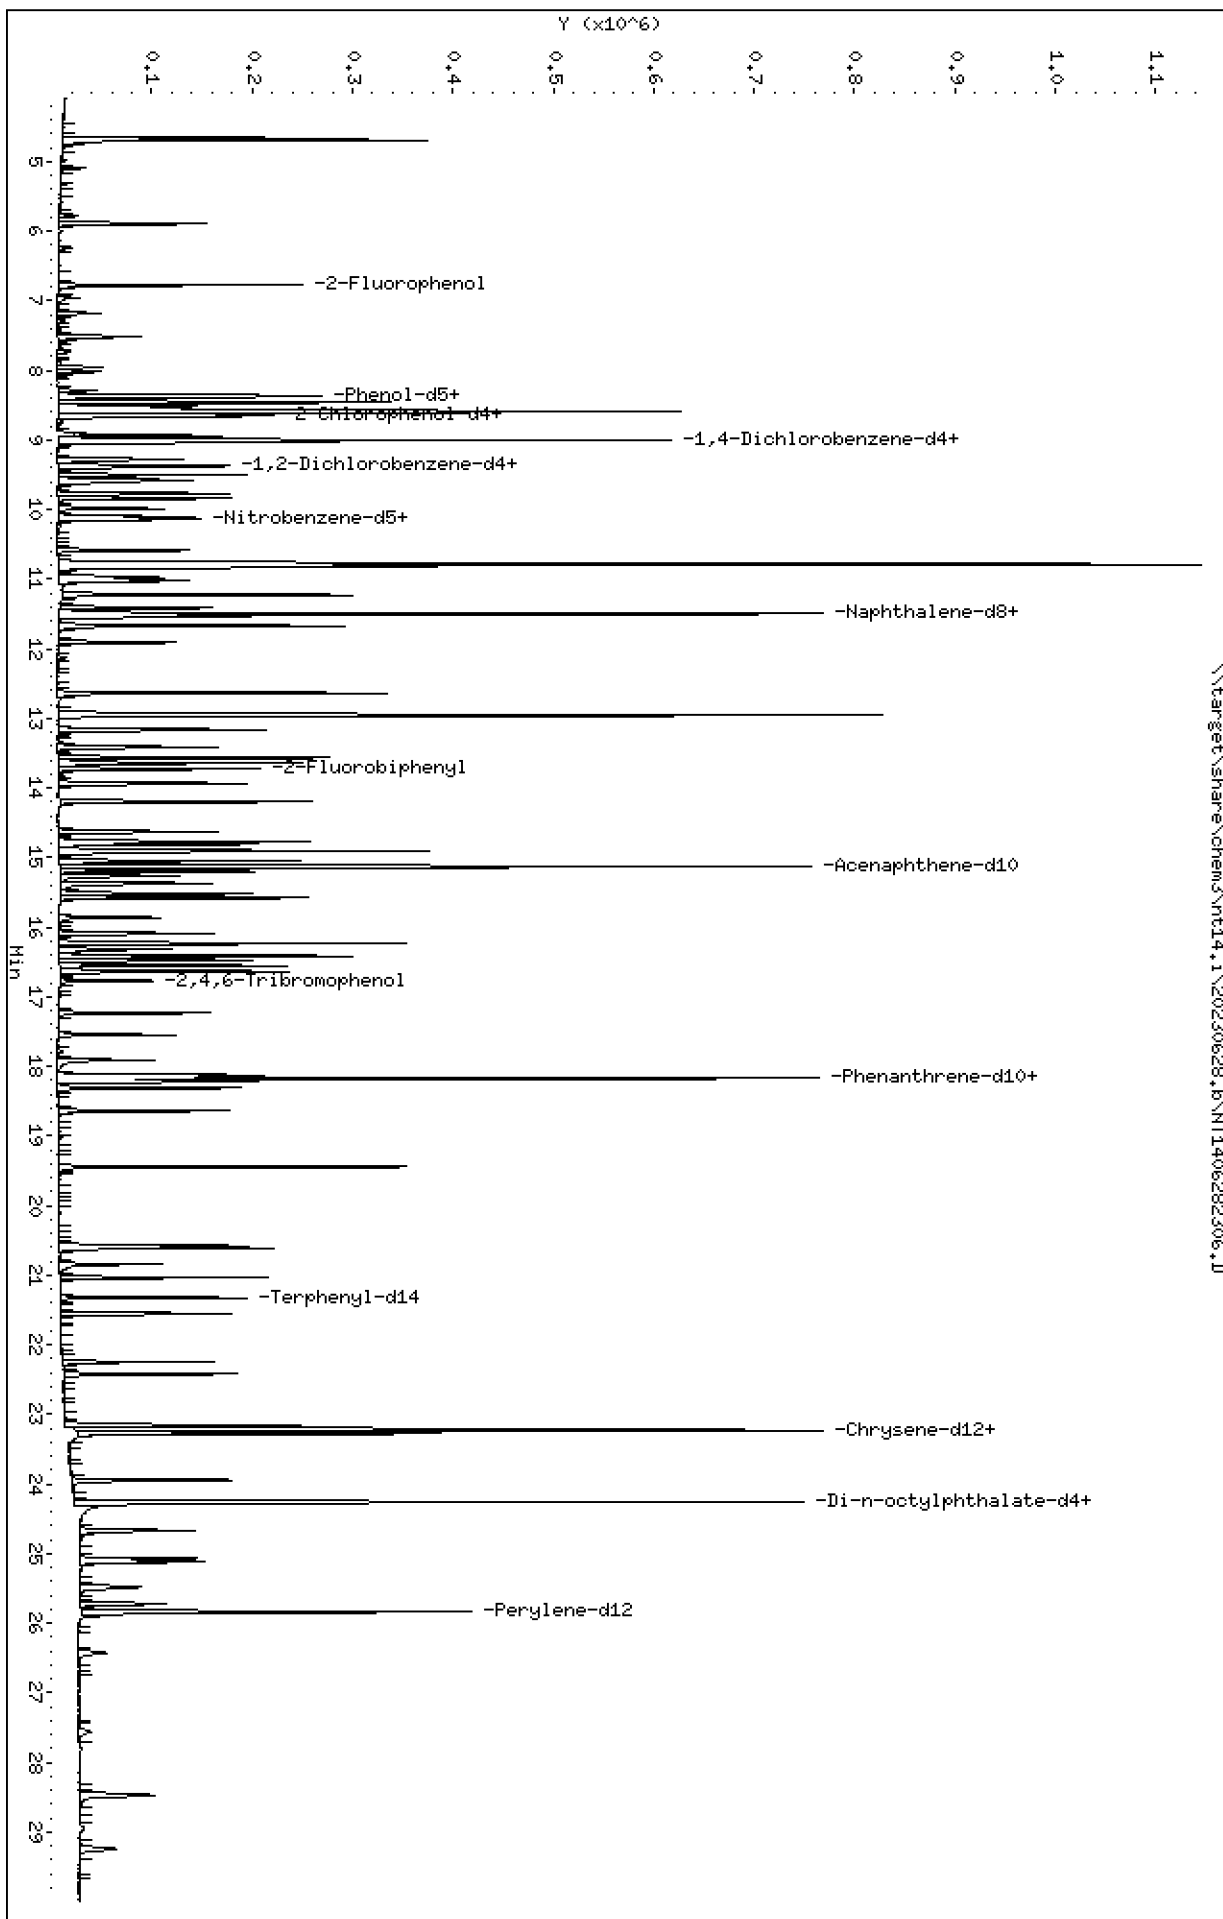 \\target\share\chem3\nt14.i\20230628.b\NT1406282306.D
Y (x10^6)
0.1
0.2
0.3
0.4
0.5
0.6
0.7
0.8
0.9
1.0
1.1
-2-Fluorophenol
-Phenol-d5+
-2-Chlorophenol-d4+
-1,4-Dichlorobenzene-d4+
-1,2-Dichlorobenzene-d4+
-Nitrobenzene-d5+
-Naphthalene-d8+
-2-Fluorobiphenyl
-Acenaphthene-d10
-2,4,6-Tribromophenol
-Phenanthrene-d10+
-Terphenyl-d14
-Chrysene-d12+
-Di-n-octylphthalate-d4+
-Perylene-d12
5
6
7
8
9
10
11
12
13
14
15
16
17
18
19
20
21
22
23
24
25
26
27
28
29
Min